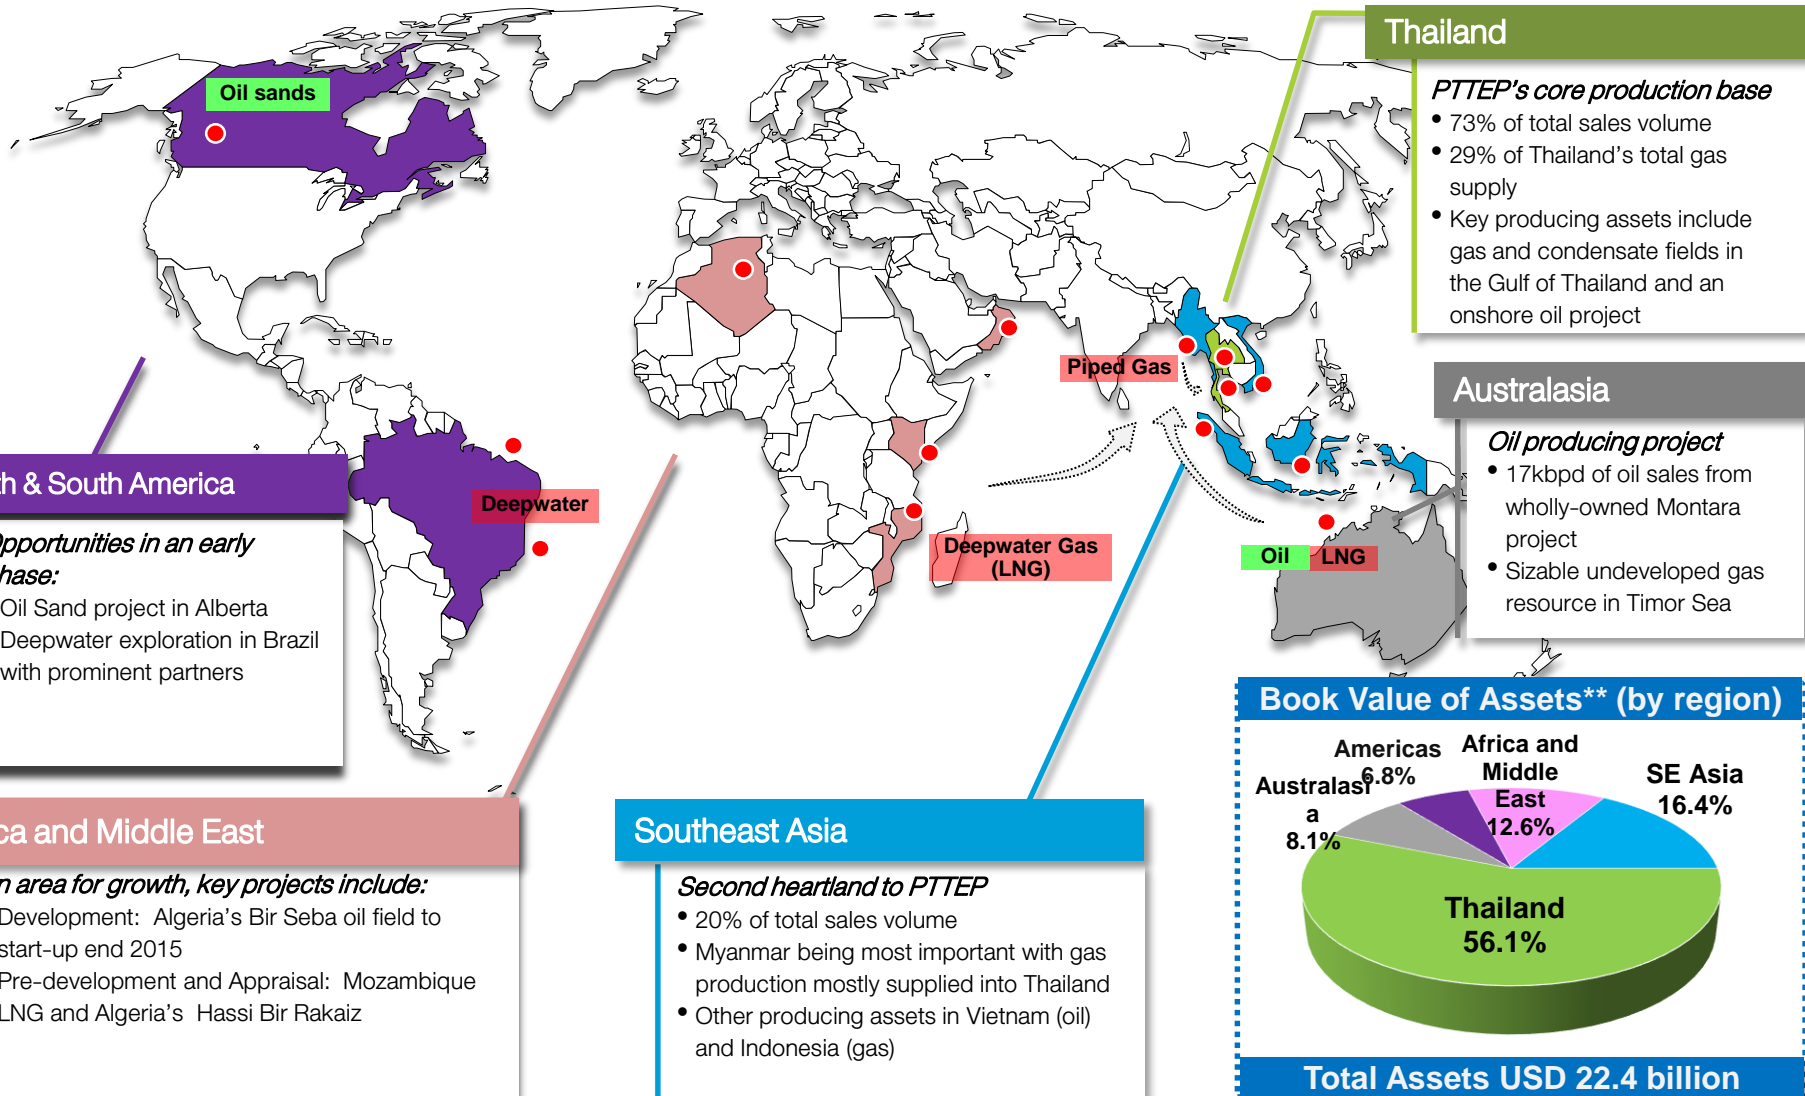 Oil sands
Thailand
PTTEP's core production base
• 73% of total sales volume
• 29% of Thailand's total gas
supply
• Key producing assets include
gas and condensate fields in
the Gulf of Thailand and an
onshore oil project
Piped Gas
Australasia
Oil producing project
• 17kbpd of oil sales from
wholly-owned Montara
project
• Sizable undeveloped gas
resource in Timor Sea
th & South America
pportunities in an early
hase:
Oil Sand project in Alberta
Deepwater exploration in Brazil
with prominent partners
Deepwater
Deepwater Gas
(LNG)
Oil
LNG
ca and Middle East
n area for growth, key projects include:
Development: Algeria's Bir Seba oil field to
start-up end 2015
Pre-development and Appraisal: Mozambique
LNG and Algeria's Hassi Bir Rakaiz
Southeast Asia
Second heartland to PTTEP
• 20% of total sales volume
• Myanmar being most important with gas
production mostly supplied into Thailand
• Other producing assets in Vietnam (oil)
and Indonesia (gas)
Book Value of Assets** (by region)
Americas
6.8%
Africa and
Middle
East
12.6%
SE Asia
16.4%
Australasi
a
8.1%
Thailand
56.1%
Total Assets USD 22.4 billion